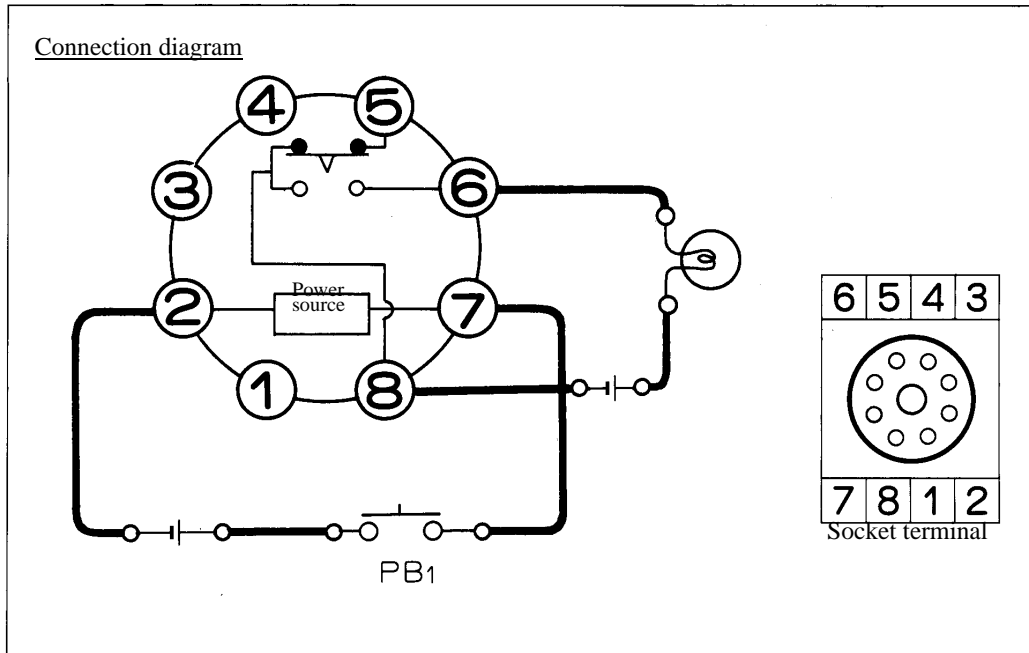 Connection diagram
4 5
3 6
Power
source
2 7
1 8
PB1
6 5 4 3
7 8 1 2
Socket terminal